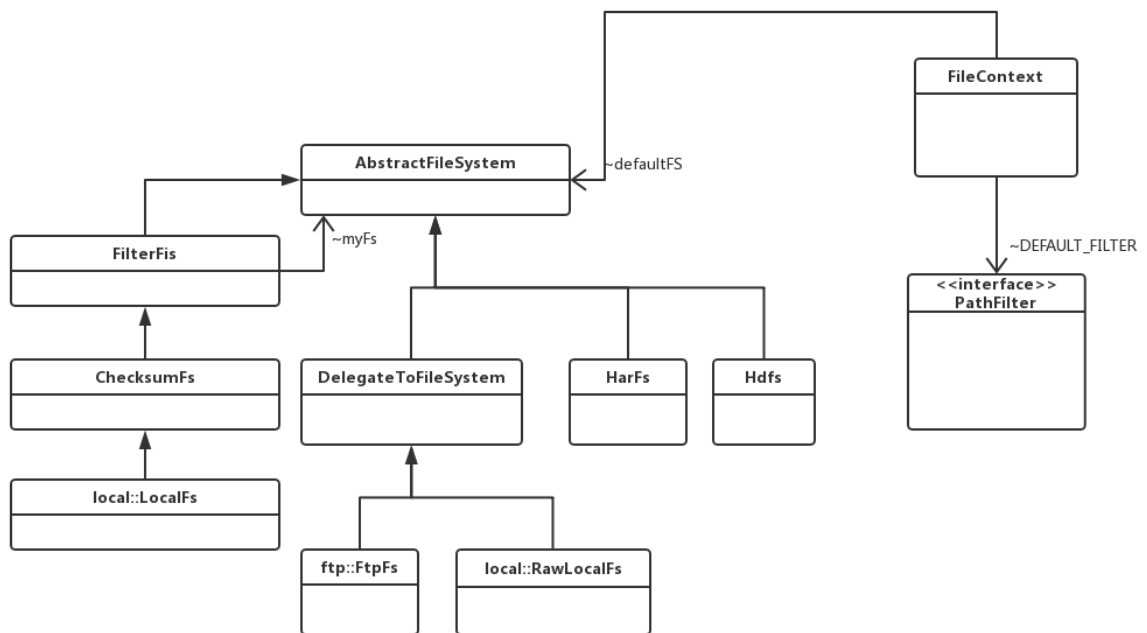 FileContext
AbstractFileSystem
~defaultFS
~myFs
FilterFis
~DEFAULT_FILTER
<<interface>>
PathFilter
ChecksumFs
DelegateToFileSystem
HarFs
Hdfs
local::LocalFs
ftp::FtpFs
local::RawLocalFs